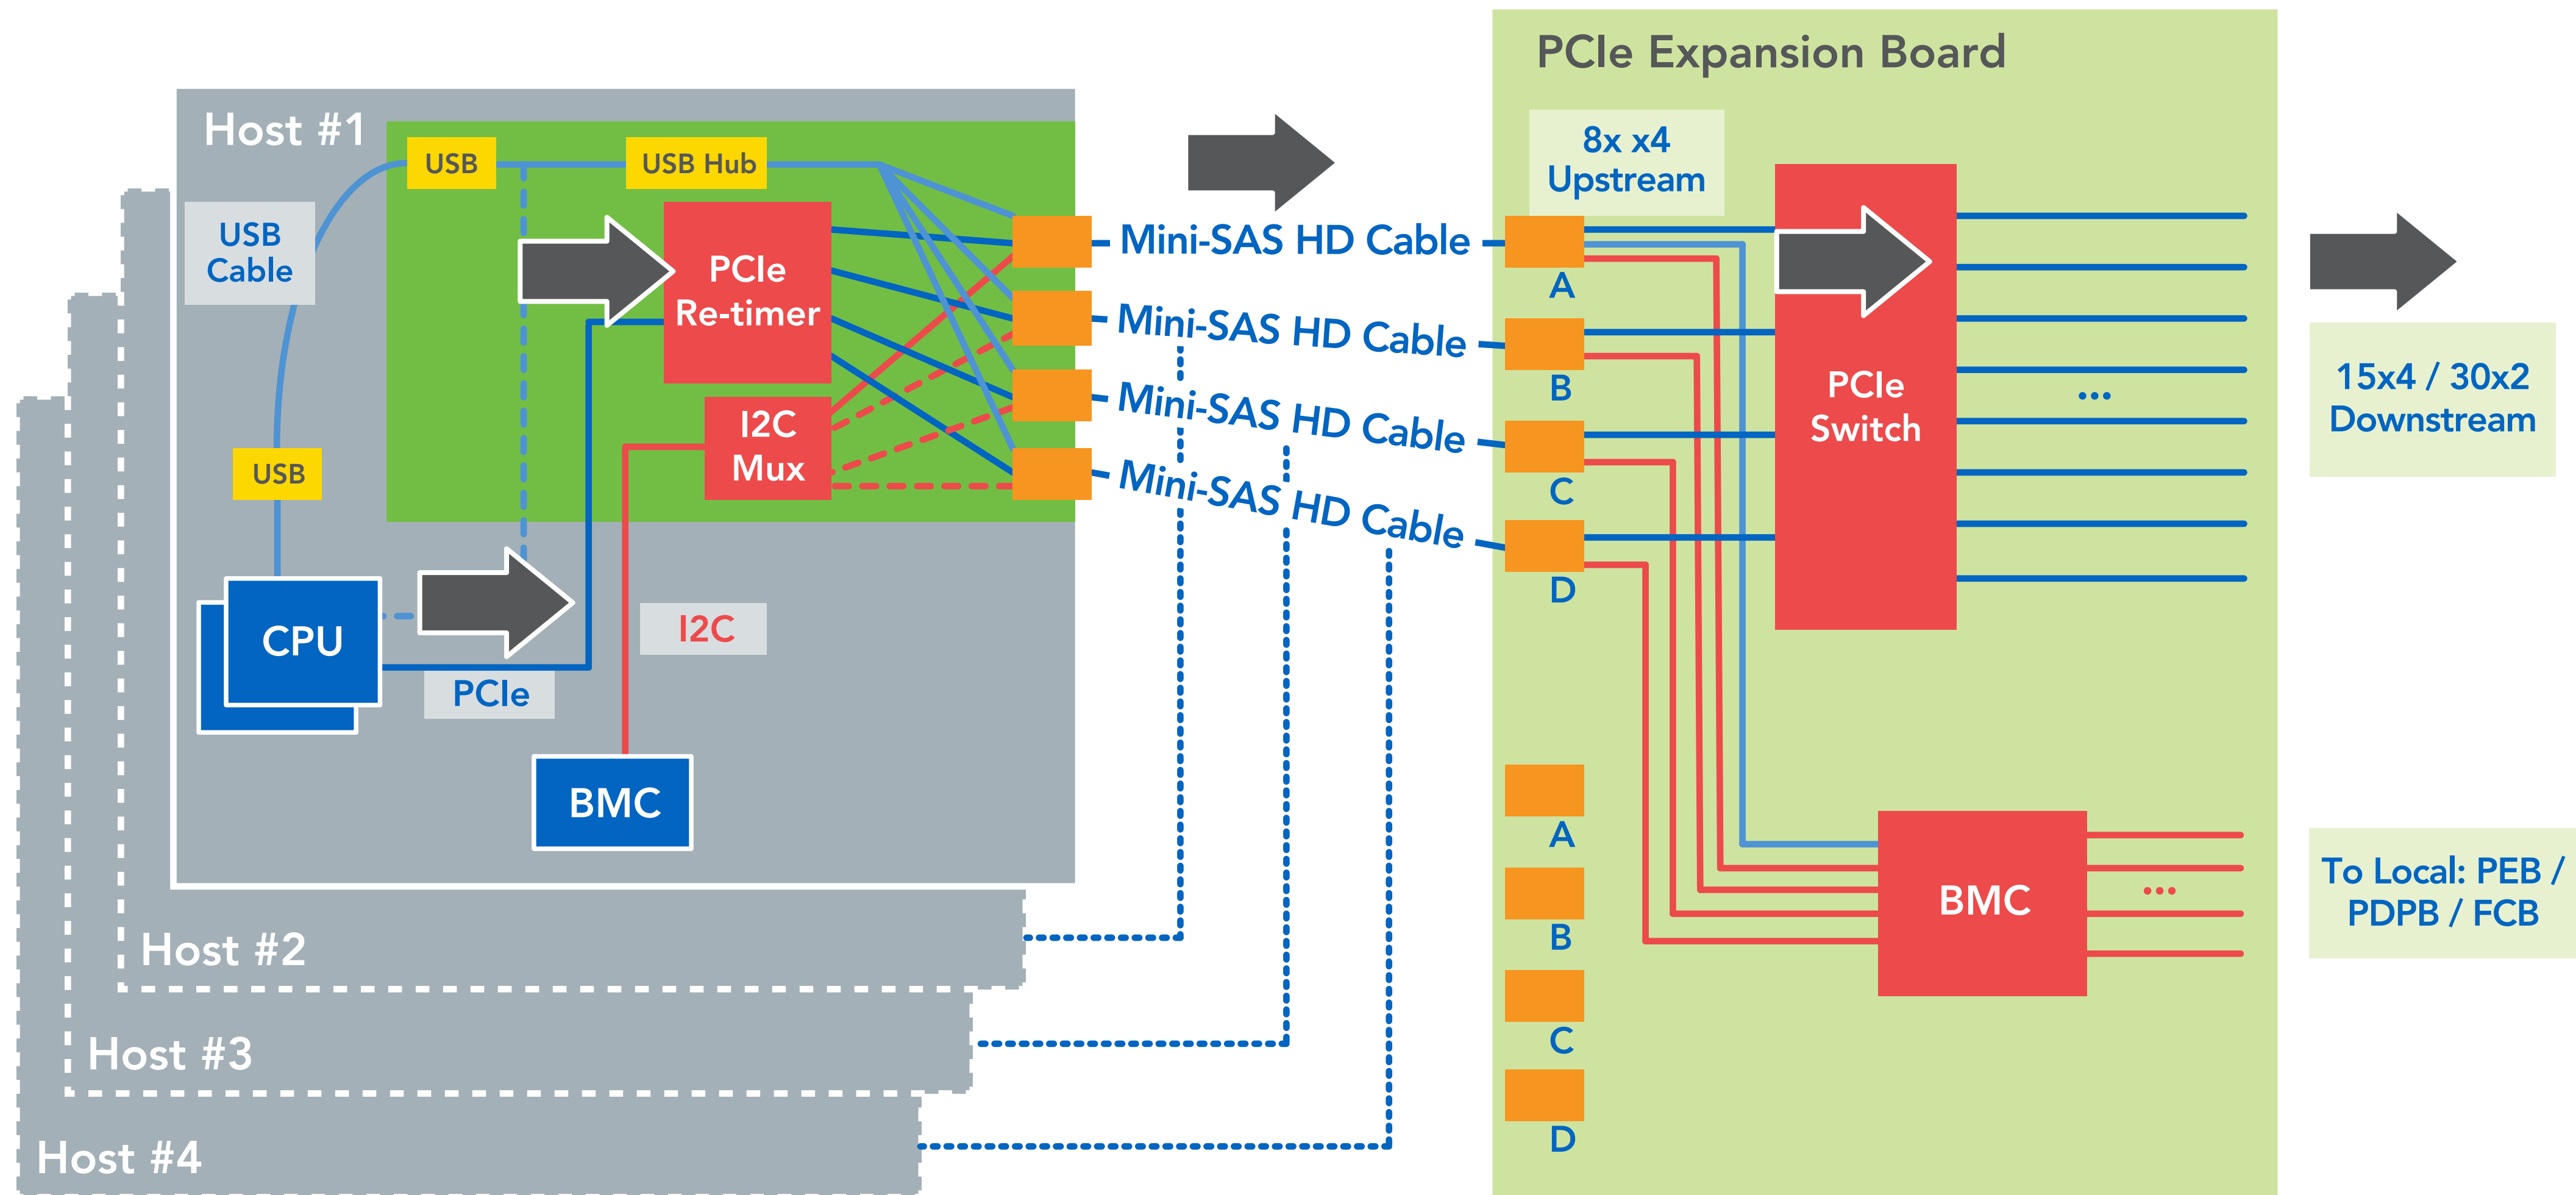 PCIe Expansion Board
Host #1
USB
USB Hub
8x x4
Upstream
USB
Cable
PCIe
Re-timer
Mini-SAS HD Cable
A
Mini-SAS HD Cable
B
Mini-SAS HD Cable
C
Mini-SAS HD Cable
D
PCIe
Switch
...
15x4 / 30x2
Downstream
I2C
Mux
USB
CPU
I2C
PCIe
BMC
A
B
C
D
BMC
...
To Local: PEB /
PDPB / FCB
Host #2
Host #3
Host #4